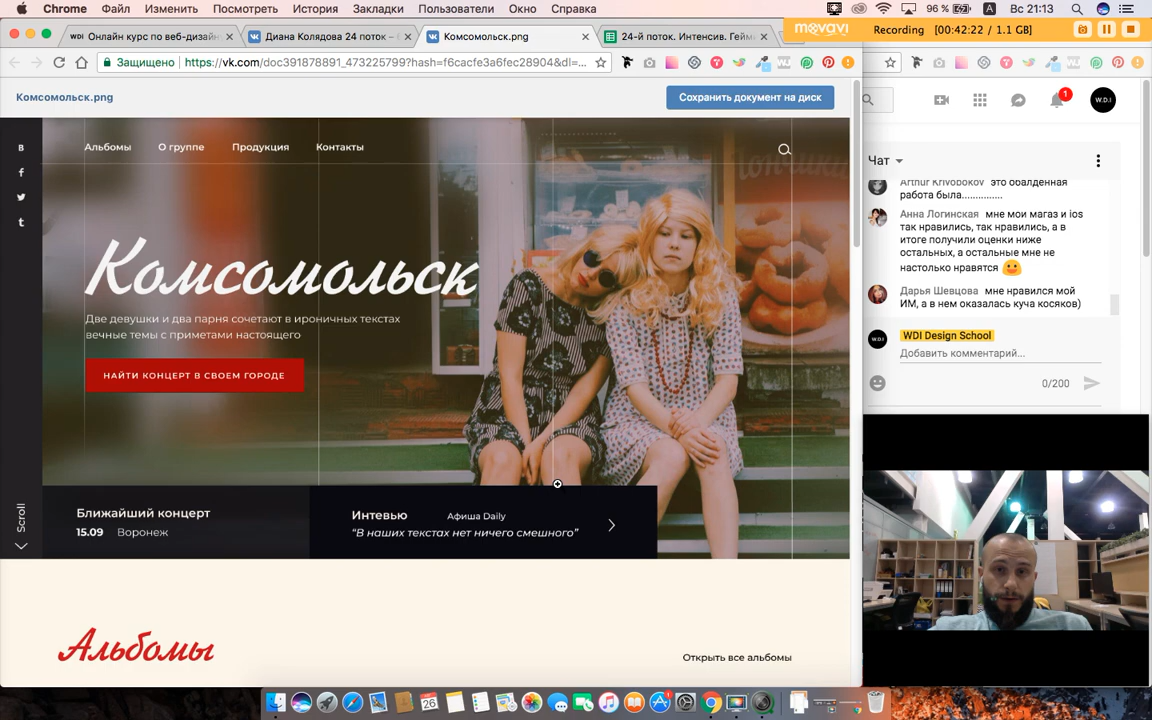 Chrome Файл Изменить Посмотреть История Закладки Пользователи Окно Справка
96 % A Вс 21:13
WDI Онлайн курс по веб-дизайн
Диана Колядова 24 поток –
Комсомольск.png
24-й поток. Интенсив. Гейм
movavi Recording [00:42:22 / 1.1 GB]
Защищено https://vk.com/doc391878891_473225799?hash=f6cacfe3a6fec28904&dl=...
Комсомольск.png
Сохранить документ на диск
Альбомы О группе Продукция Контакты
Комсомольск
Две девушки и два парня сочетают в ироничных текстах
вечные темы с приметами настоящего
НАЙТИ КОНЦЕРТ В СВОЕМ ГОРОДЕ
Scroll
Ближайший концерт
15.09 Воронеж
Интевью Афиша Daily
“В наших текстах нет ничего смешного”
Альбомы
Открыть все альбомы
1
W.D.I
Чат
Arthur Krivobokov это обалденная
работа была...............
Анна Логинская мне мои магаз и ios
так нравились, так нравились, а в
итоге получили оценки ниже
остальных, а остальные мне не
настолько нравятся
Дарья Шевцова мне нравился мой
ИМ, а в нем оказалась куча косяков)
W.D.I
WDI Design School
Добавить комментарий...
0/200